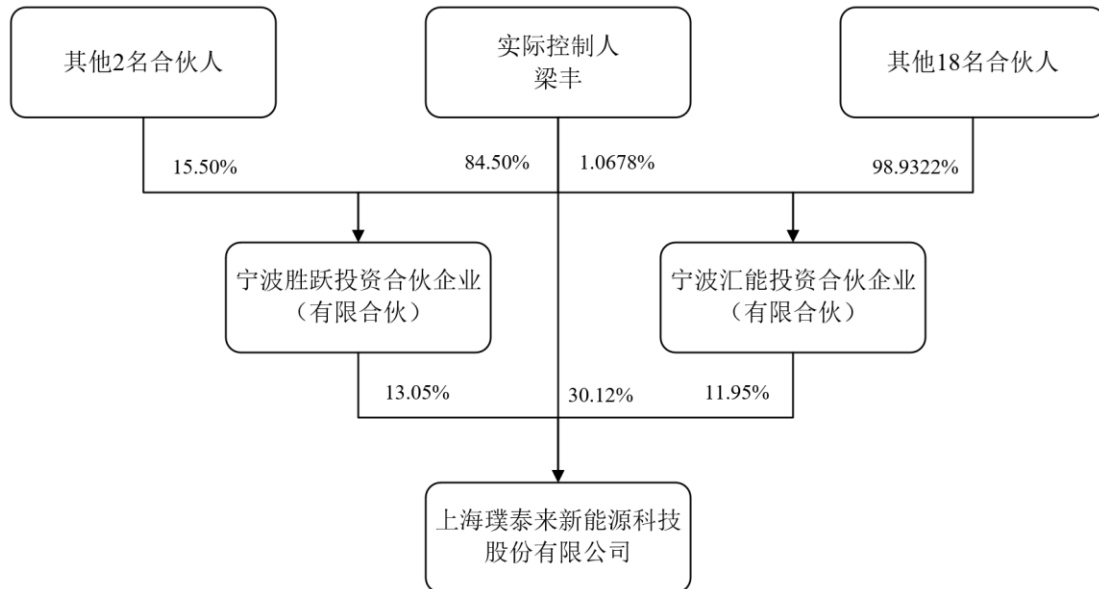 其他2名合伙人
实际控制人
梁丰
其他18名合伙人
15.50%
84.50%
1.0678%
98.9322%
宁波胜跃投资合伙企业
（有限合伙）
宁波汇能投资合伙企业
（有限合伙）
13.05%
30.12%
11.95%
上海璞泰来新能源科技
股份有限公司